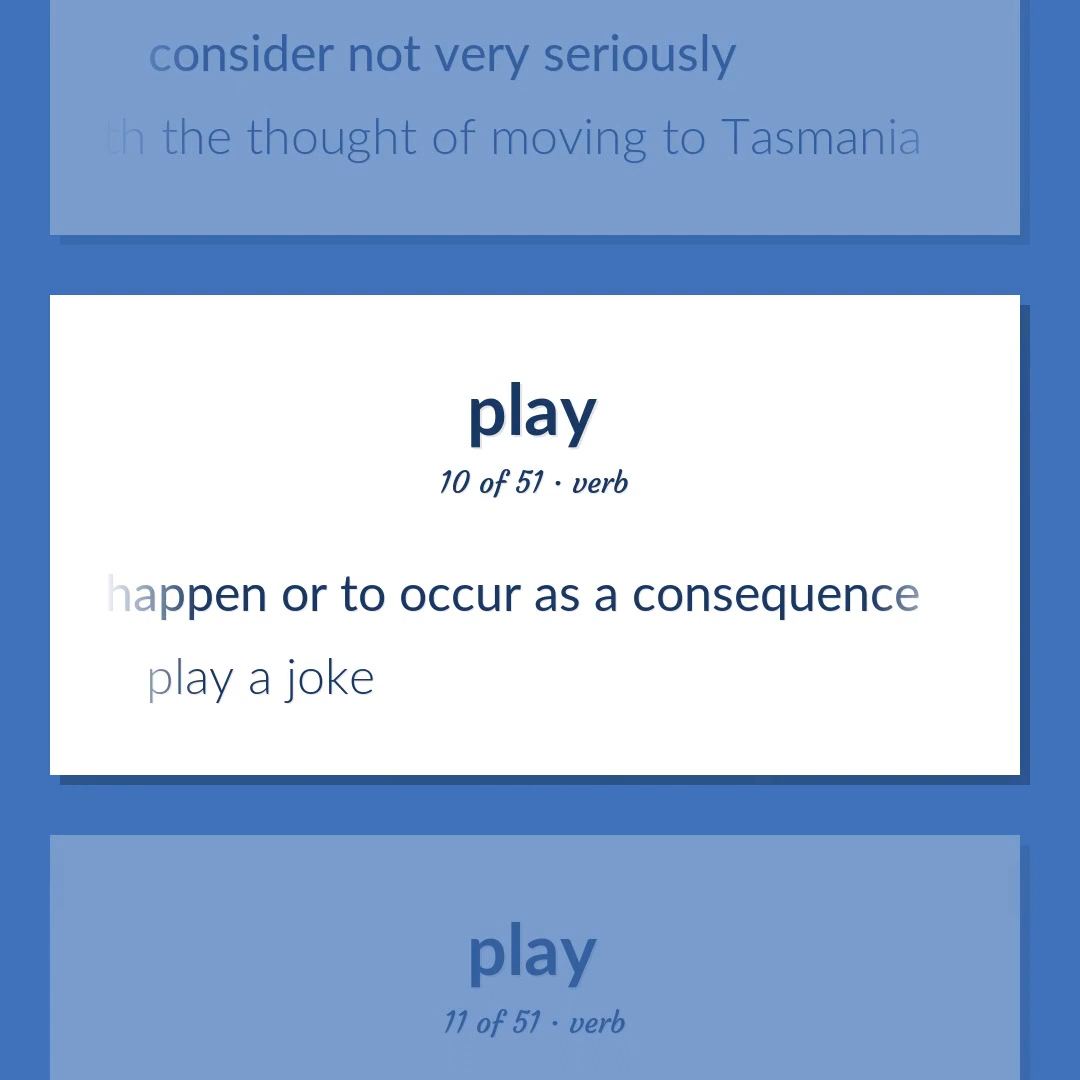 consider not very seriously
th the thought of moving to Tasmania
play
10 of 51 · verb
happen or to occur as a consequence
play a joke
play
11 of 51 · verb